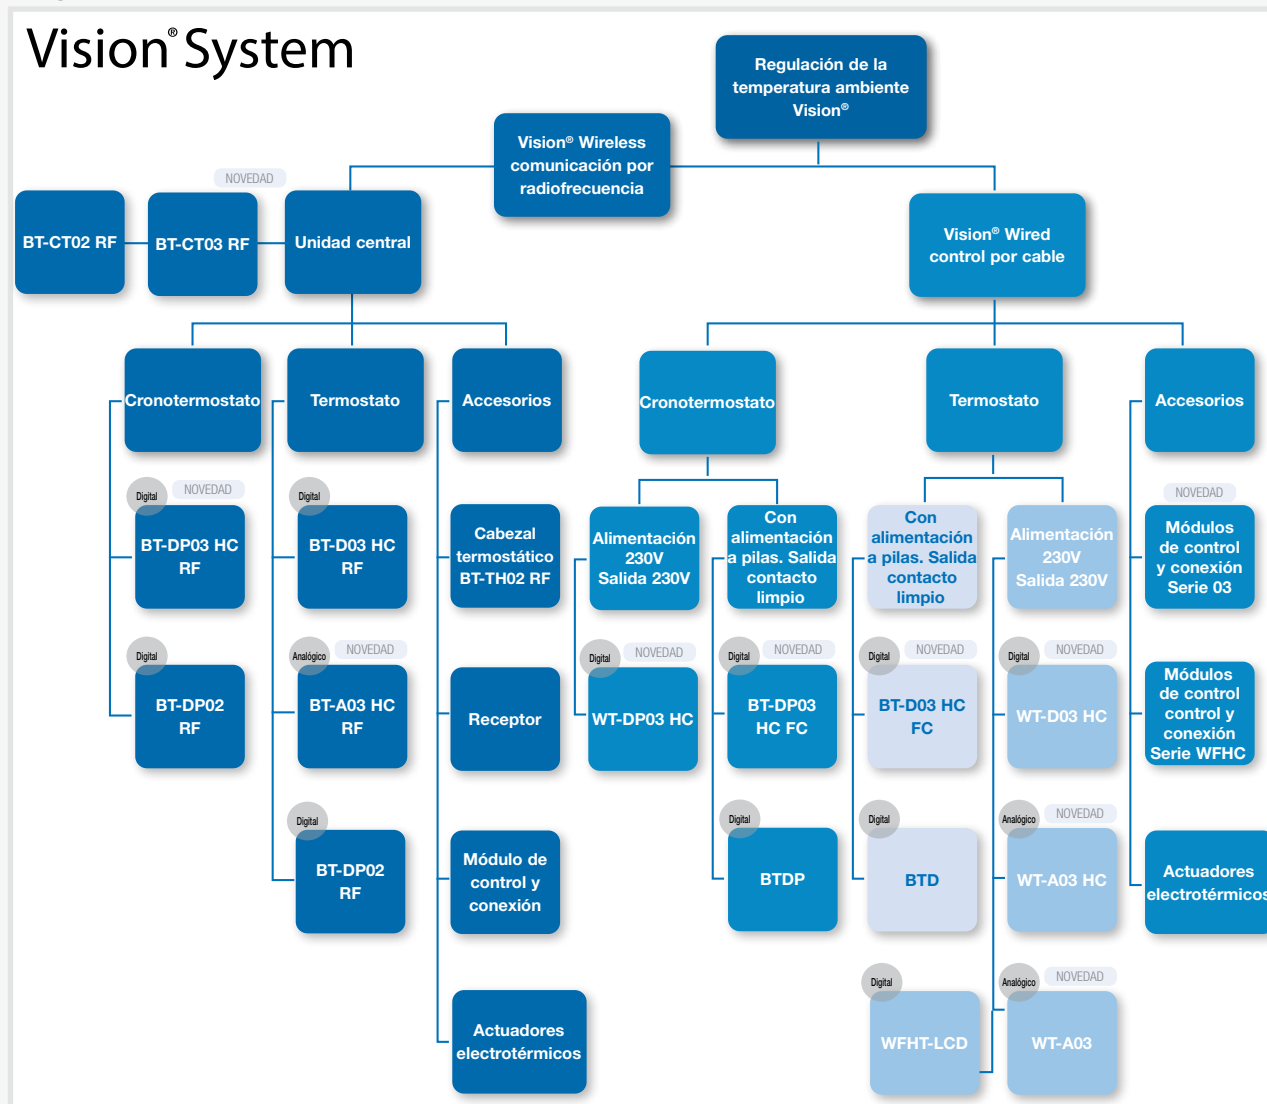 Vision® System
Regulación de la
temperatura ambiente
Vision®
Vision® Wireless
comunicación por
radiofrecuencia
NOVEDAD
BT-CT02 RF
BT-CT03 RF
Unidad central
Vision® Wired
control por cable
Cronotermostato
Termostato
Accesorios
Cronotermostato
Termostato
Accesorios
Digital
NOVEDAD
BT-DP03 HC
RF
Digital
BT-D03 HC
RF
Cabezal
termostático
BT-TH02 RF
Alimentación
230V
Salida 230V
Con
alimentación
a pilas. Salida
contacto
limpio
Con
alimentación
a pilas. Salida
contacto
limpio
Alimentación
230V
Salida 230V
NOVEDAD
Módulos
de control
y conexión
Serie 03
Digital
BT-DP02
RF
Analógico
NOVEDAD
BT-A03 HC
RF
Receptor
Digital
NOVEDAD
WT-DP03 HC
Digital
NOVEDAD
BT-DP03
HC FC
Digital
NOVEDAD
BT-D03 HC
FC
Digital
NOVEDAD
WT-D03 HC
Módulos
de control
control y
conexión
Serie WFHC
Digital
BT-DP02
RF
Módulo de
control y
conexión
Digital
BTDP
Digital
BTD
Analógico
NOVEDAD
WT-A03 HC
Actuadores
electrotérmicos
Actuadores
electrotérmicos
Digital
WFHT-LCD
Analógico
NOVEDAD
WT-A03